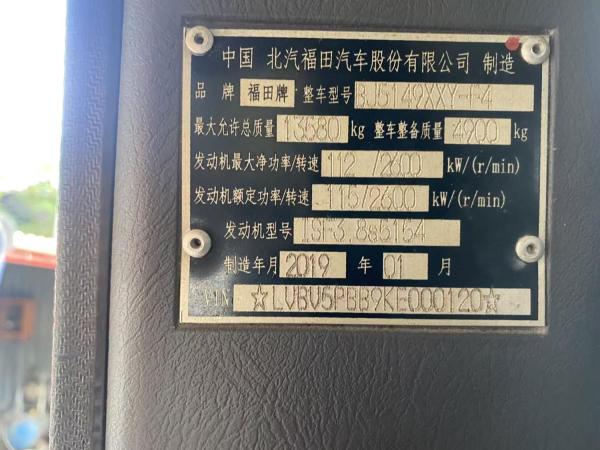 中国 北汽福田汽车股份有限公司 制造
品牌 福田牌 整车型号 BJ5149XXY-F4
最大允许总质量 13580 kg 整车整备质量 4900 kg
发动机最大净功率/转速 112 /2600 kW/(r/min)
发动机额定功率/转速 115/2600 kW/(r/min)
发动机型号 ISF3.8s5154
制造年月 2019 年 01 月
VIN ☆LVBV5PBB9KE000120☆